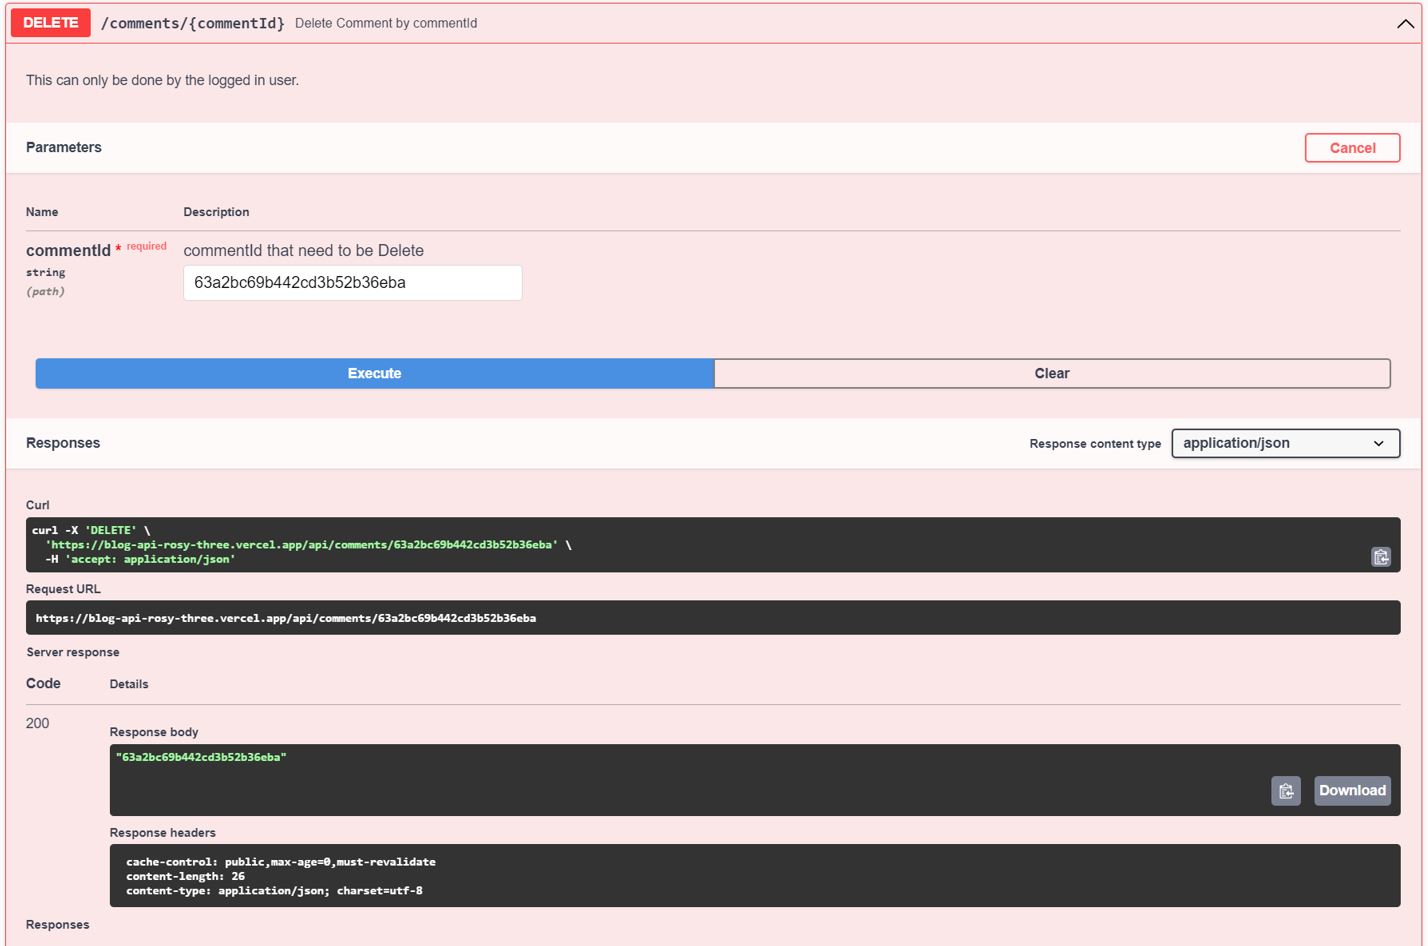 DELETE /comments/{commentId} Delete Comment by commentId
This can only be done by the logged in user.
Parameters Cancel
Name Description
commentId * required commentId that need to be Delete
string
(path)
63a2bc69b442cd3b52b36eba
Execute Clear
Responses Response content type application/json
Curl
curl -X 'DELETE' \
'https://blog-api-rosy-three.vercel.app/api/comments/63a2bc69b442cd3b52b36eba' \
-H 'accept: application/json'
Request URL
https://blog-api-rosy-three.vercel.app/api/comments/63a2bc69b442cd3b52b36eba
Server response
Code Details
200
Response body
"63a2bc69b442cd3b52b36eba"
Download
Response headers
cache-control: public,max-age=0,must-revalidate
content-length: 26
content-type: application/json; charset=utf-8
Responses